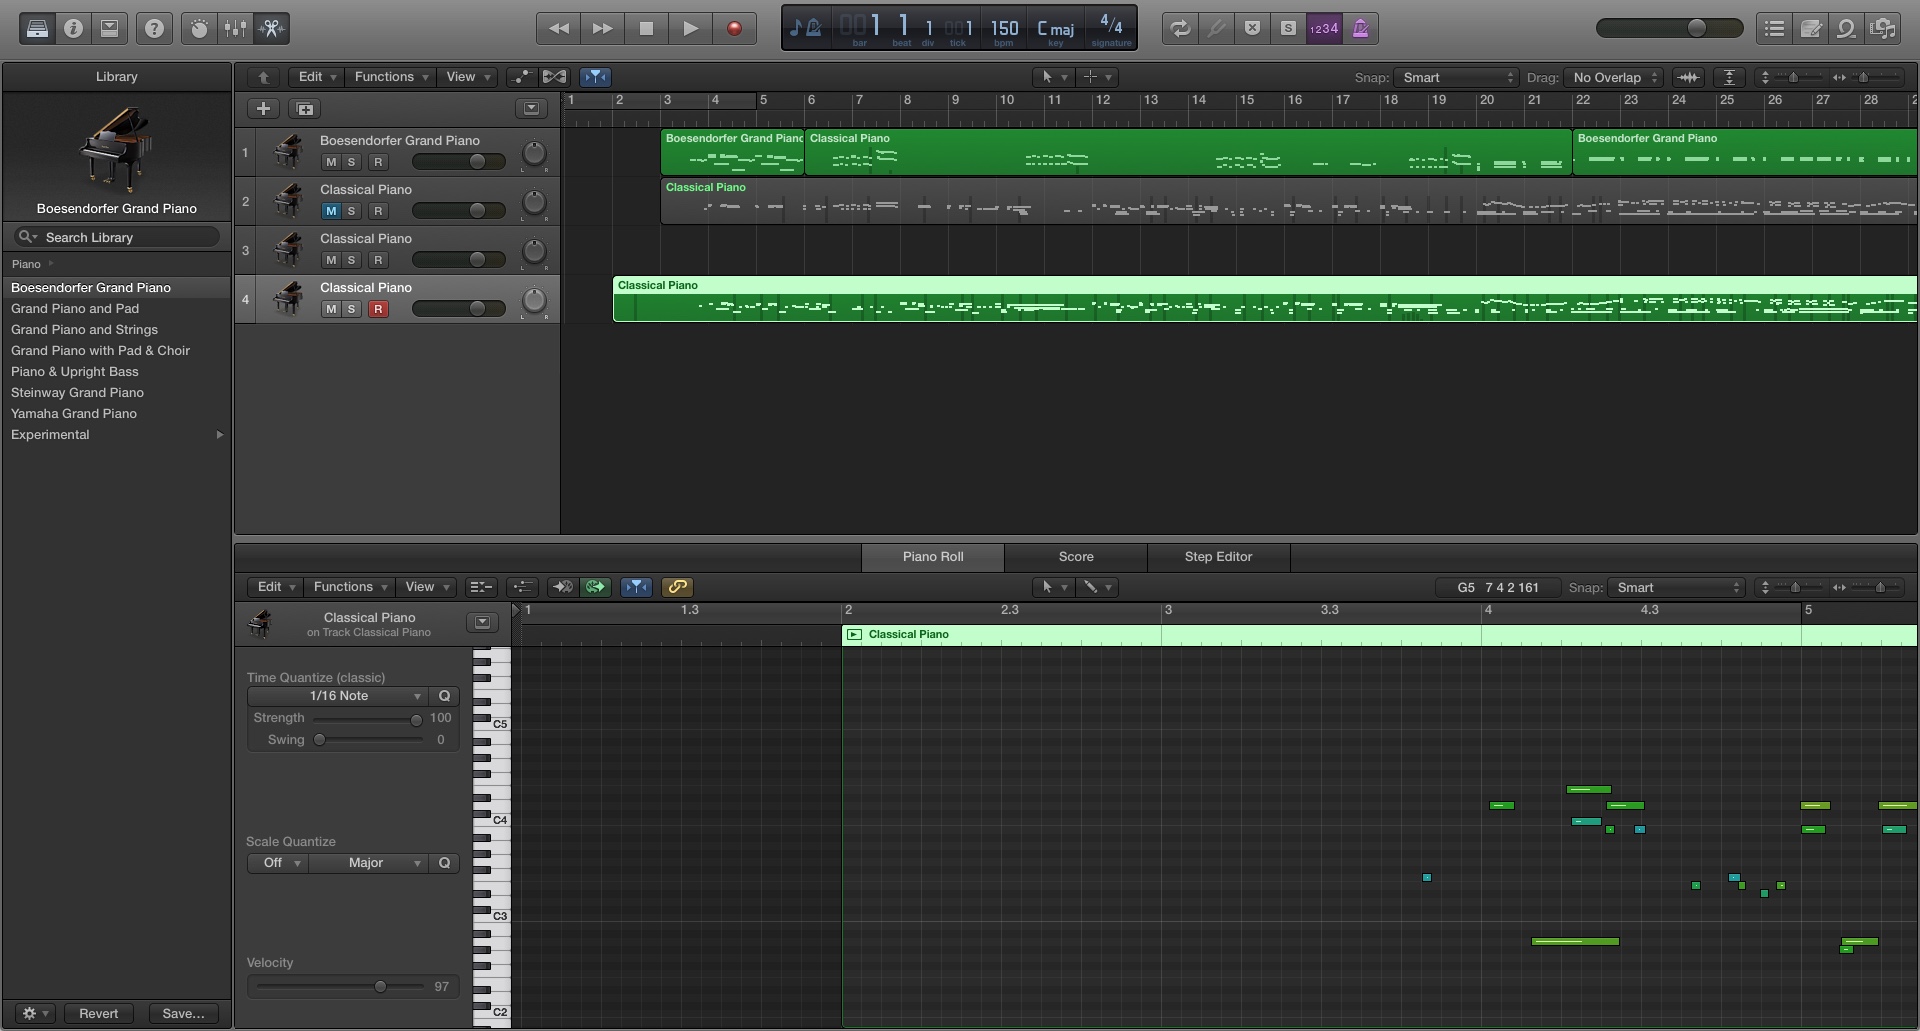 1 1 1 1 150 C maj 4/4
bar beat div tick bpm key signature
S 1234
Library
Edit Functions View Snap: Smart Drag: No Overlap
1 2 3 4 5 6 7 8 9 10 11 12 13 14 15 16 17 18 19 20 21 22 23 24 25 26 27 28
Boesendorfer Grand Piano
Search Library
Piano
Boesendorfer Grand Piano
Grand Piano and Pad
Grand Piano and Strings
Grand Piano with Pad & Choir
Piano & Upright Bass
Steinway Grand Piano
Yamaha Grand Piano
Experimental
Revert Save...
1 Boesendorfer Grand Piano
M S R L R
2 Classical Piano
M S R L R
3 Classical Piano
M S R L R
4 Classical Piano
M S R L R
Boesendorfer Grand Piano Classical Piano Boesendorfer Grand Piano
Classical Piano
Classical Piano
Piano Roll Score Step Editor
Edit Functions View G5 7 4 2 161 Snap: Smart
1 1.3 2 2.3 3 3.3 4 4.3 5
Classical Piano
on Track Classical Piano
Classical Piano
Time Quantize (classic)
1/16 Note Q
Strength 100
Swing 0
Scale Quantize
Off Major Q
Velocity
97
C5
C4
C3
C2